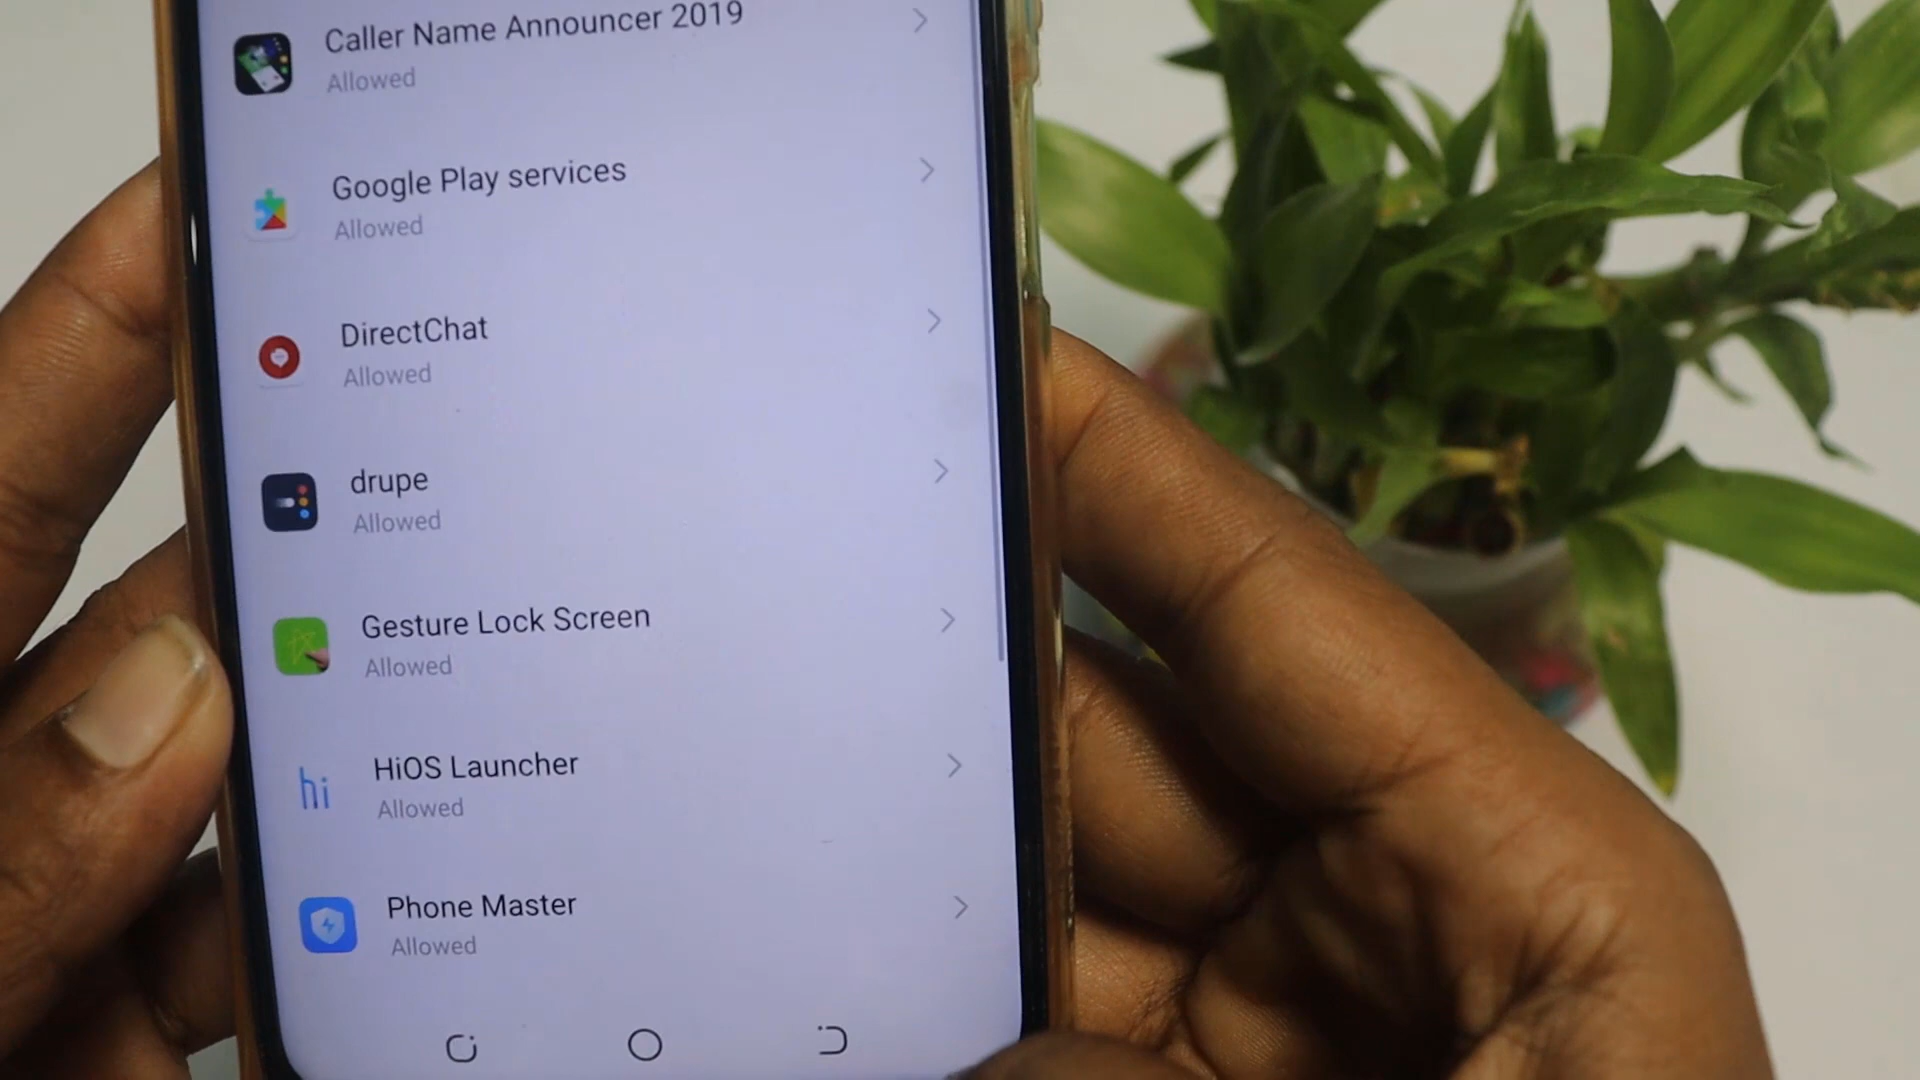 Caller Name Announcer 2019
Allowed
Google Play services
Allowed
DirectChat
Allowed
drupe
Allowed
Gesture Lock Screen
Allowed
hi
HiOS Launcher
Allowed
Phone Master
Allowed